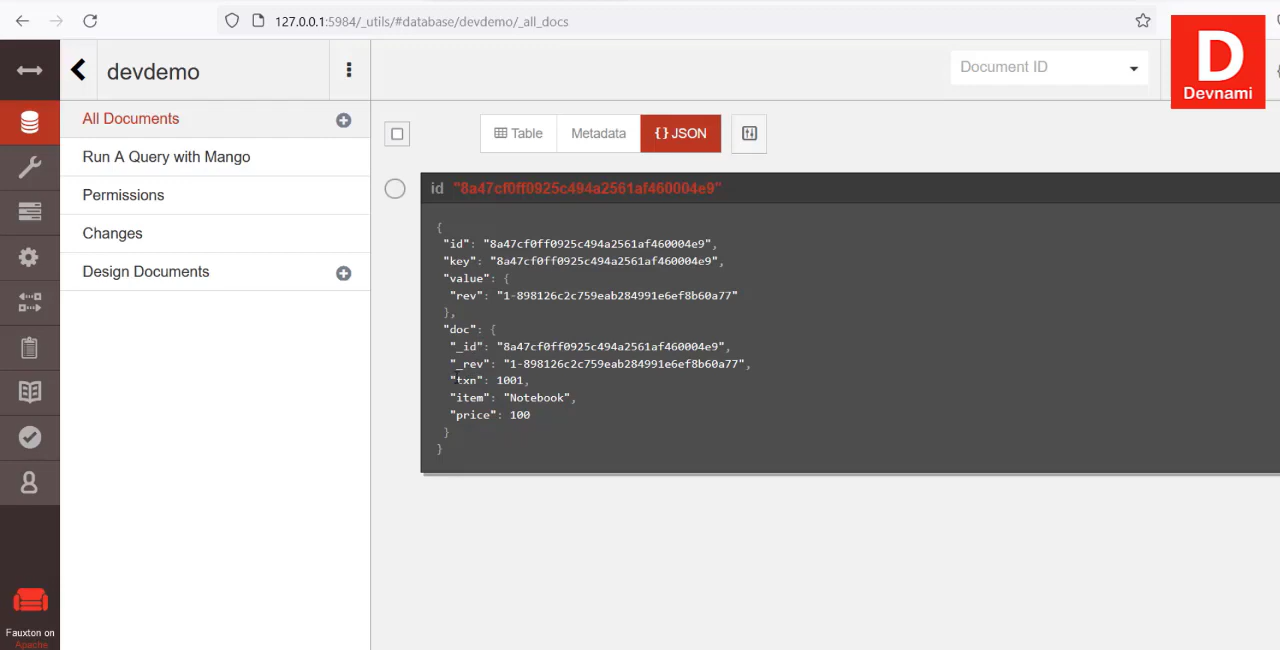 127.0.0.1:5984/_utils/#database/devdemo/_all_docs
D
Devnami
devdemo
Document ID
All Documents
Run A Query with Mango
Permissions
Changes
Design Documents
Table
Metadata
{ } JSON
id "8a47cf0ff0925c494a2561af460004e9"
{
"id": "8a47cf0ff0925c494a2561af460004e9",
"key": "8a47cf0ff0925c494a2561af460004e9",
"value": {
"rev": "1-898126c2c759eab284991e6ef8b60a77"
},
"doc": {
"_id": "8a47cf0ff0925c494a2561af460004e9",
"_rev": "1-898126c2c759eab284991e6ef8b60a77",
"txn": 1001,
"item": "Notebook",
"price": 100
}
}
Fauxton on
Apache